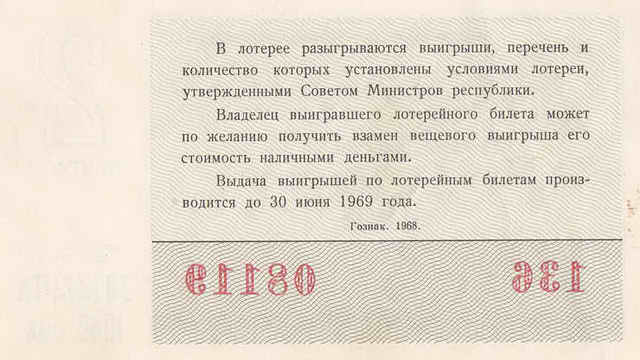 В лотерее разыгрываются выигрыши, перечень и
количество которых установлены условиями лотереи,
утвержденными Советом Министров республики.
Владелец выигравшего лотерейного билета может
по желанию получить взамен вещевого выигрыша его
стоимость наличными деньгами.
Выдача выигрышей по лотерейным билетам произ-
водится до 30 июня 1969 года.
Гознак. 1968.
08119 136